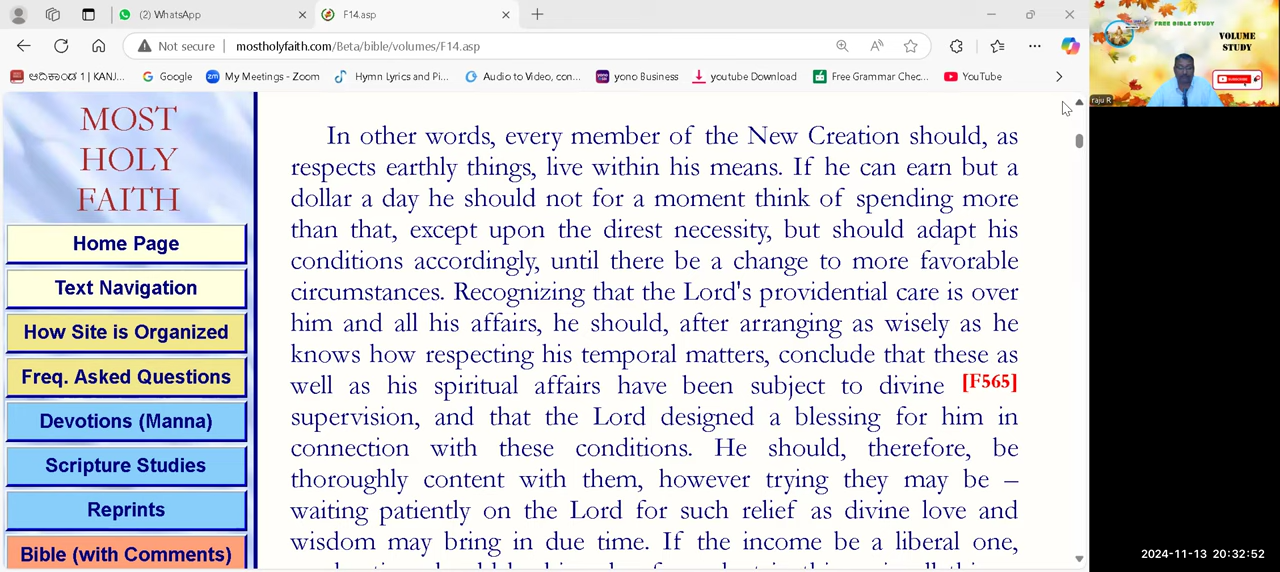 (2) WhatsApp
F14.asp
Not secure
mostholyfaith.com/Beta/bible/volumes/F14.asp
ಆದಿಕಾಂಡ 1 | KANJ...
Google
My Meetings - Zoom
Hymn Lyrics and Pi...
Audio to Video, con...
yono Business
youtube Download
Free Grammar Chec...
YouTube
FREE BIBLE STUDY
VOLUME
STUDY
raju R
MOST
HOLY
FAITH
Home Page
Text Navigation
How Site is Organized
Freq. Asked Questions
Devotions (Manna)
Scripture Studies
Reprints
Bible (with Comments)
In other words, every member of the New Creation should, as
respects earthly things, live within his means. If he can earn but a
dollar a day he should not for a moment think of spending more
than that, except upon the direst necessity, but should adapt his
conditions accordingly, until there be a change to more favorable
circumstances. Recognizing that the Lord's providential care is over
him and all his affairs, he should, after arranging as wisely as he
knows how respecting his temporal matters, conclude that these as
well as his spiritual affairs have been subject to divine [F565]
supervision, and that the Lord designed a blessing for him in
connection with these conditions. He should, therefore, be
thoroughly content with them, however trying they may be –
waiting patiently on the Lord for such relief as divine love and
wisdom may bring in due time. If the income be a liberal one,
2024-11-13 20:32:52